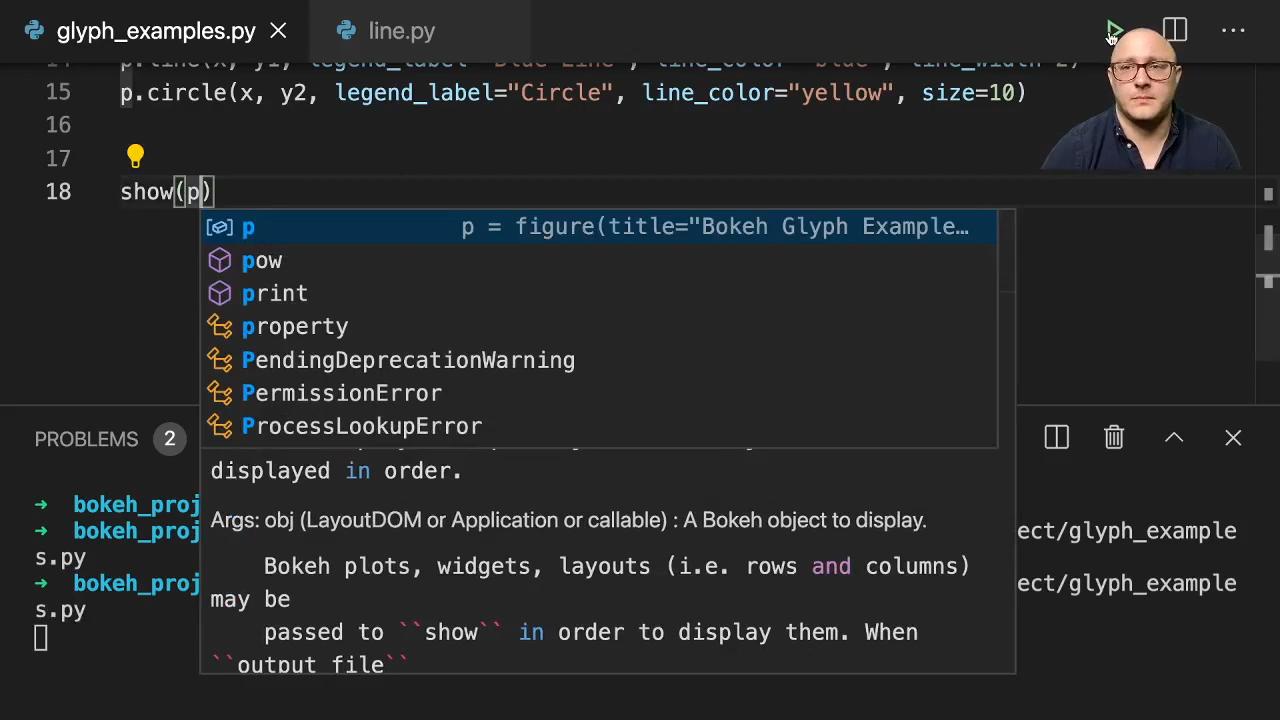 glyph_examples.py
line.py
15 p.circle(x, y2, legend_label="Circle", line_color="yellow", size=10)
16
17
18 show(p)
p p = figure(title="Bokeh Glyph Example…
pow
print
property
PendingDeprecationWarning
PermissionError
ProcessLookupError
PROBLEMS 2
displayed in order.
Args: obj (LayoutDOM or Application or callable) : A Bokeh object to display.
Bokeh plots, widgets, layouts (i.e. rows and columns)
may be
passed to ``show`` in order to display them. When
``output_file``
➜ bokeh_proj
➜ bokeh_proj ect/glyph_example
s.py
➜ bokeh_proj ect/glyph_example
s.py